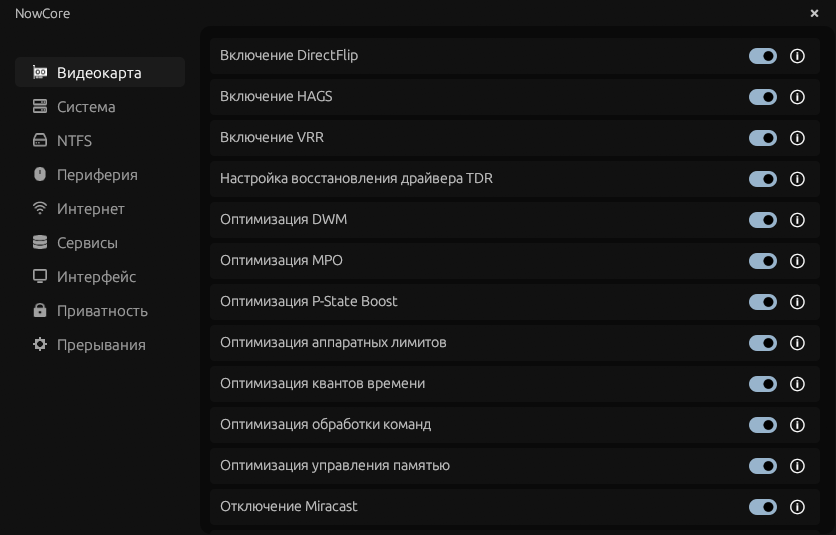 NowCore
Видеокарта
Система
NTFS
Периферия
Интернет
Сервисы
Интерфейс
Приватность
Прерывания
Включение DirectFlip
Включение HAGS
Включение VRR
Настройка восстановления драйвера TDR
Оптимизация DWM
Оптимизация MPO
Оптимизация P-State Boost
Оптимизация аппаратных лимитов
Оптимизация квантов времени
Оптимизация обработки команд
Оптимизация управления памятью
Отключение Miracast